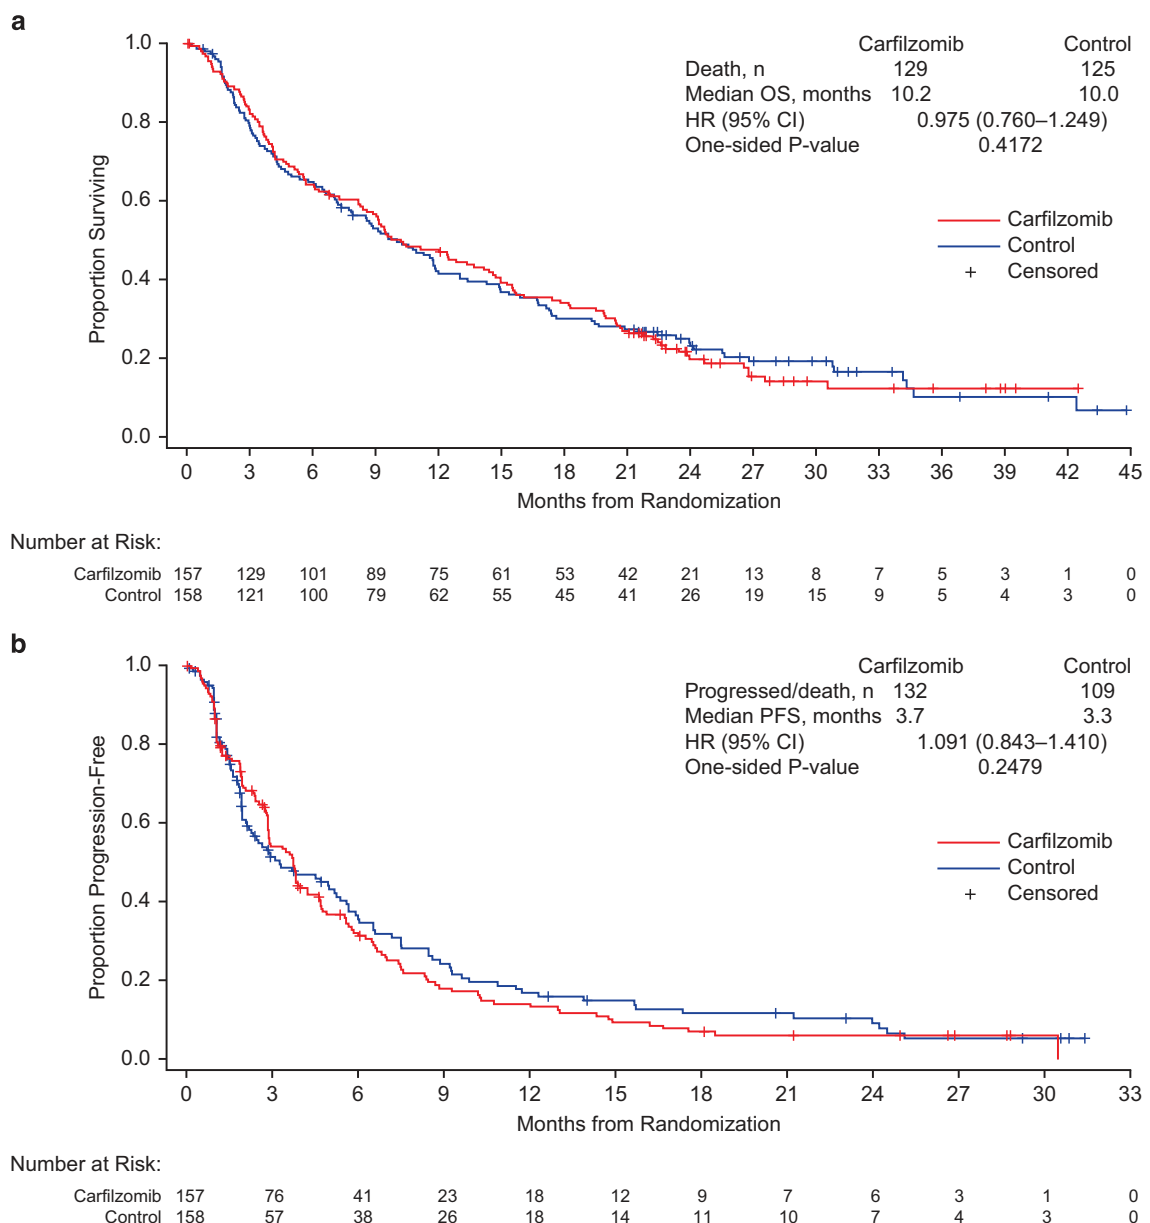 a
Carfilzomib Control
Death, n 129 125
Median OS, months 10.2 10.0
HR (95% CI) 0.975 (0.760–1.249)
One-sided P-value 0.4172
Carfilzomib
Control
+ Censored
Proportion Surviving
1.0
0.8
0.6
0.4
0.2
0.0
0 3 6 9 12 15 18 21 24 27 30 33 36 39 42 45
Months from Randomization
Number at Risk:
Carfilzomib 157 129 101 89 75 61 53 42 21 13 8 7 5 3 1 0
Control 158 121 100 79 62 55 45 41 26 19 15 9 5 4 3 0
b
Carfilzomib Control
Progressed/death, n 132 109
Median PFS, months 3.7 3.3
HR (95% CI) 1.091 (0.843–1.410)
One-sided P-value 0.2479
Carfilzomib
Control
+ Censored
Proportion Progression-Free
1.0
0.8
0.6
0.4
0.2
0.0
0 3 6 9 12 15 18 21 24 27 30 33
Months from Randomization
Number at Risk:
Carfilzomib 157 76 41 23 18 12 9 7 6 3 1 0
Control 158 57 38 26 18 14 11 10 7 4 3 0